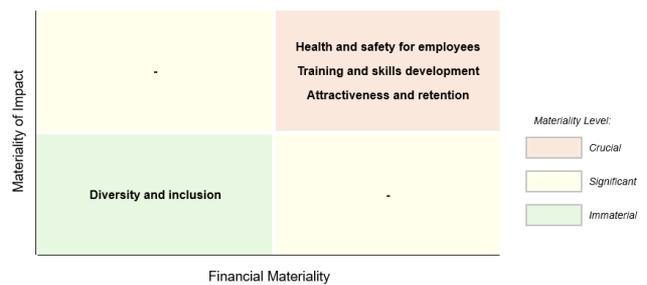 Materiality of Impact
-
Health and safety for employees
Training and skills development
Attractiveness and retention
Diversity and inclusion
-
Financial Materiality
Materiality Level:
Crucial
Significant
Immaterial